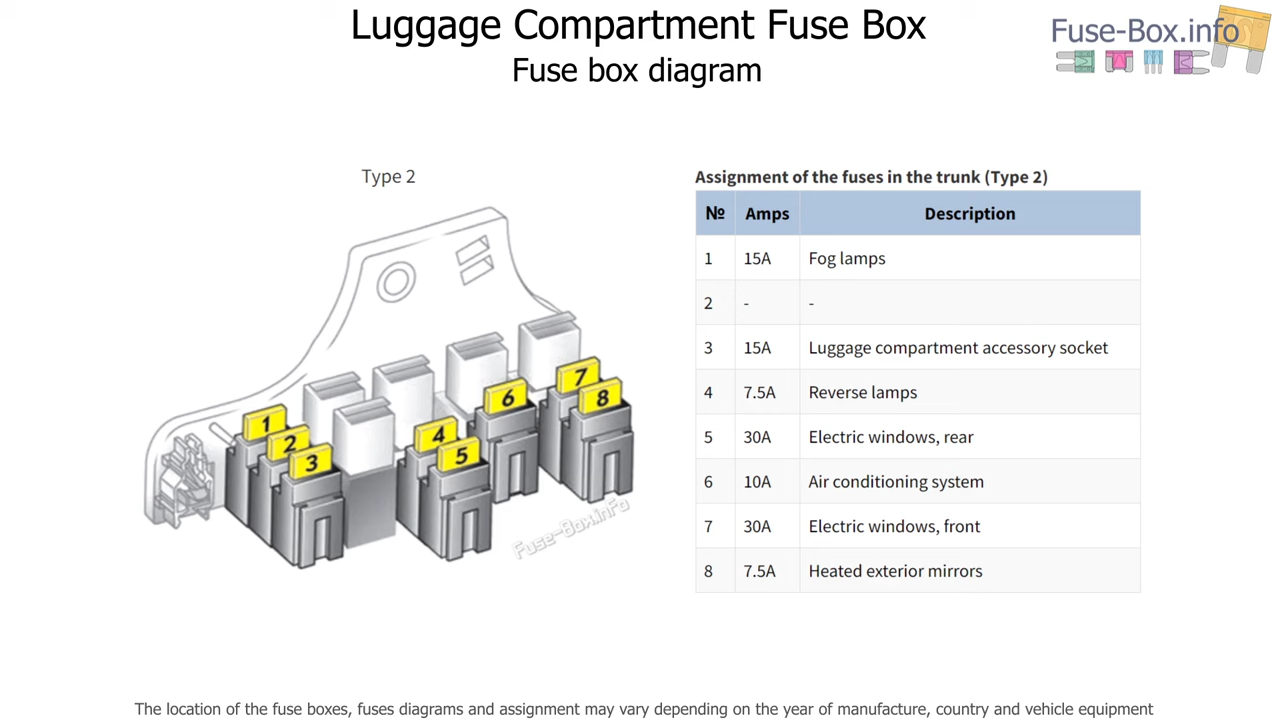 Luggage Compartment Fuse Box
Fuse box diagram
Fuse-Box.info
Type 2
1
2
3
4
5
6
7
8
Fuse-Box.info
Assignment of the fuses in the trunk (Type 2)
№ Amps Description
1 15A Fog lamps
2 - -
3 15A Luggage compartment accessory socket
4 7.5A Reverse lamps
5 30A Electric windows, rear
6 10A Air conditioning system
7 30A Electric windows, front
8 7.5A Heated exterior mirrors
The location of the fuse boxes, fuses diagrams and assignment may vary depending on the year of manufacture, country and vehicle equipment